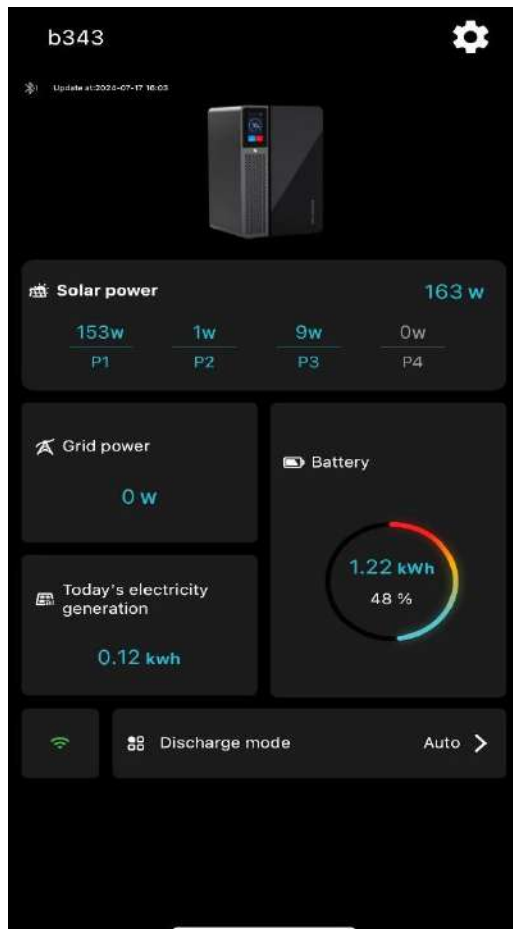 b343
Update at:2024-07-17 16:03
Solar power
163 w
153w 1w 9w 0w
P1 P2 P3 P4
Grid power
0 w
Battery
1.22 kWh
48 %
Today's electricity
generation
0.12 kwh
Discharge mode Auto